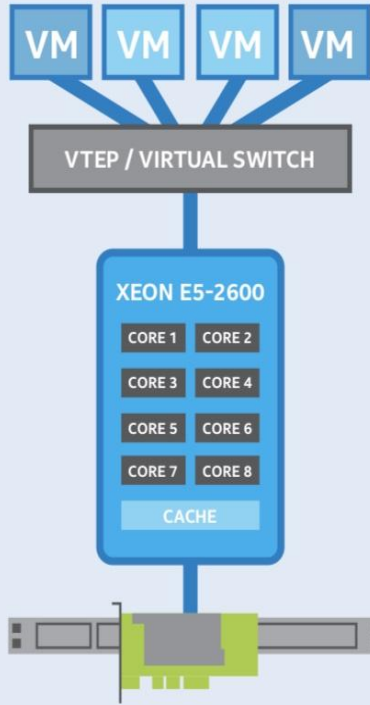 VM VM VM VM
VTEP / VIRTUAL SWITCH
XEON E5-2600
CORE 1 CORE 2
CORE 3 CORE 4
CORE 5 CORE 6
CORE 7 CORE 8
CACHE